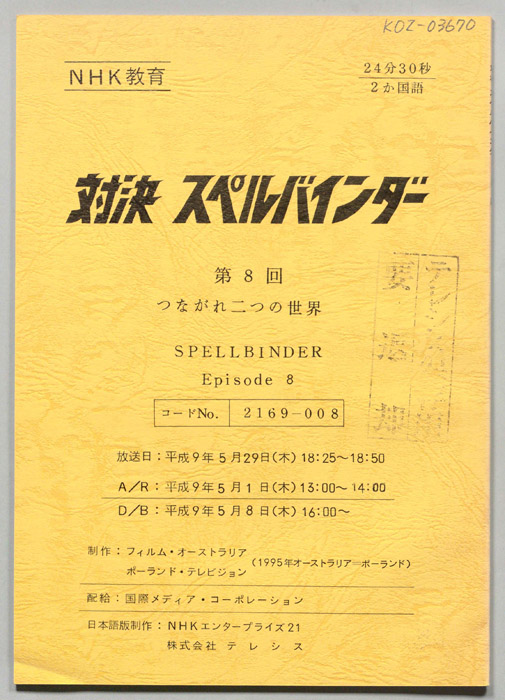 KOZ-03670
NHK教育
24分30秒
2か国語
対決 スペルバインダー
第8回
つながれ二つの世界
SPELLBINDER
Episode 8
コードNo. 2169-008
放送日：平成9年5月29日(木)18:25〜18:50
A/R：平成9年5月1日(木)13:00〜14:00
D/B：平成9年5月8日(木)16:00〜
制作：フィルム・オーストラリア
ポーランド・テレビジョン
(1995年オーストラリア＝ポーランド)
配給：国際メディア・コーポレーション
日本語版制作：NHKエンタープライズ21
株式会社 テレシス